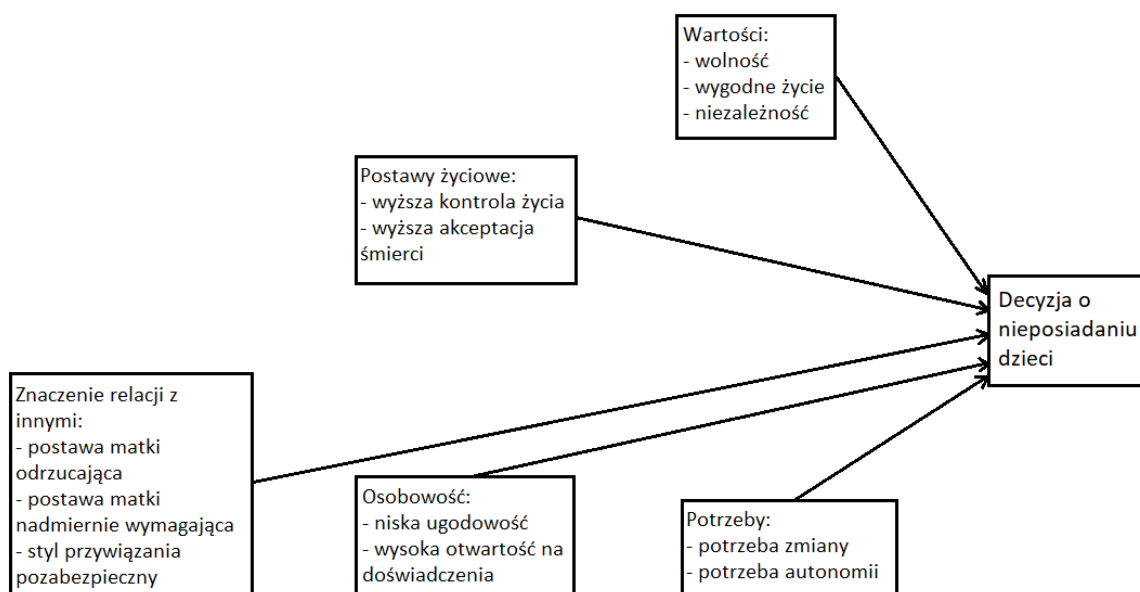 Wartości:
- wolność
- wygodne życie
- niezależność
Postawy życiowe:
- wyższa kontrola życia
- wyższa akceptacja
śmierci
Decyzja o
nieposiadaniu
dzieci
Znaczenie relacji z
innymi:
- postawa matki
odrzucająca
- postawa matki
nadmiernie wymagająca
- styl przywiązania
pozabezpieczny
Osobowość:
- niska ugodowość
- wysoka otwartość na
doświadczenia
Potrzeby:
- potrzeba zmiany
- potrzeba autonomii